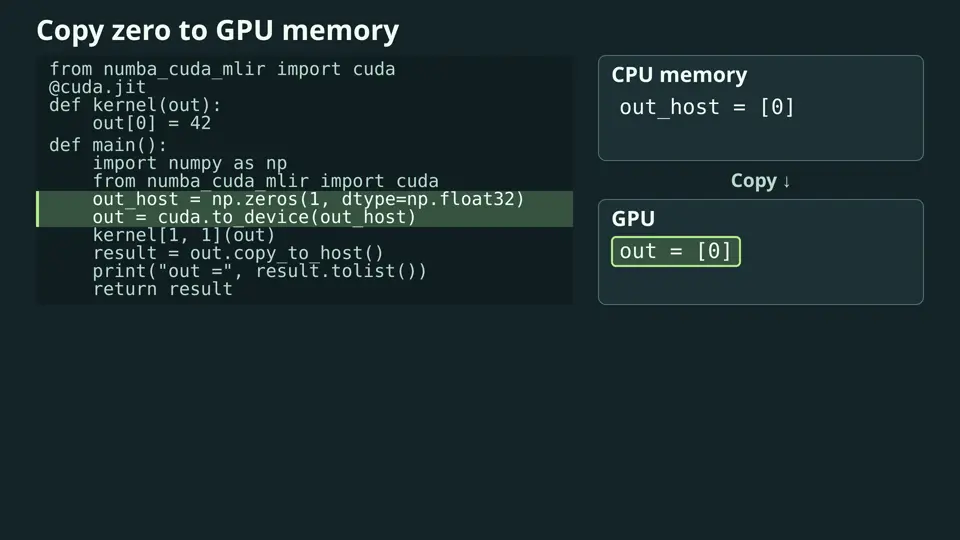 Copy zero to GPU memory
from numba_cuda_mlir import cuda
@cuda.jit
def kernel(out):
    out[0] = 42
def main():
    import numpy as np
    from numba_cuda_mlir import cuda
    out_host = np.zeros(1, dtype=np.float32)
    out = cuda.to_device(out_host)
    kernel[1, 1](out)
    result = out.copy_to_host()
    print("out =", result.tolist())
    return result
CPU memory
out_host = [0]
Copy ↓
GPU
out = [0]